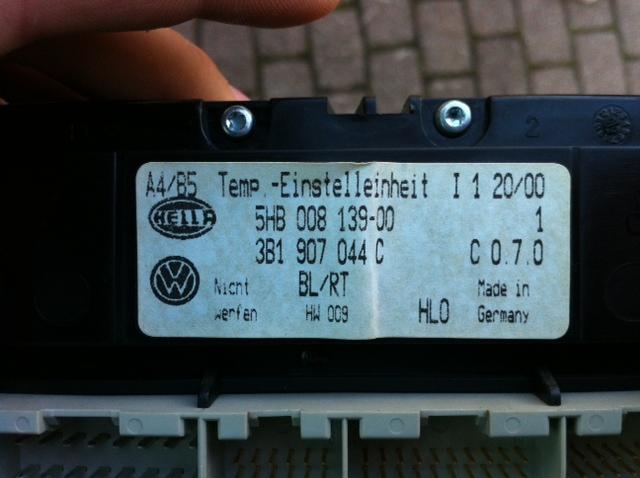 A4/B5 Temp.-Einstelleinheit I 1 20/00
HELLA 5HB 008 139-00 1
3B1 907 044 C C 0.7.0
VW Nicht BL/RT Made in
werfen HW 009 HLO Germany
2